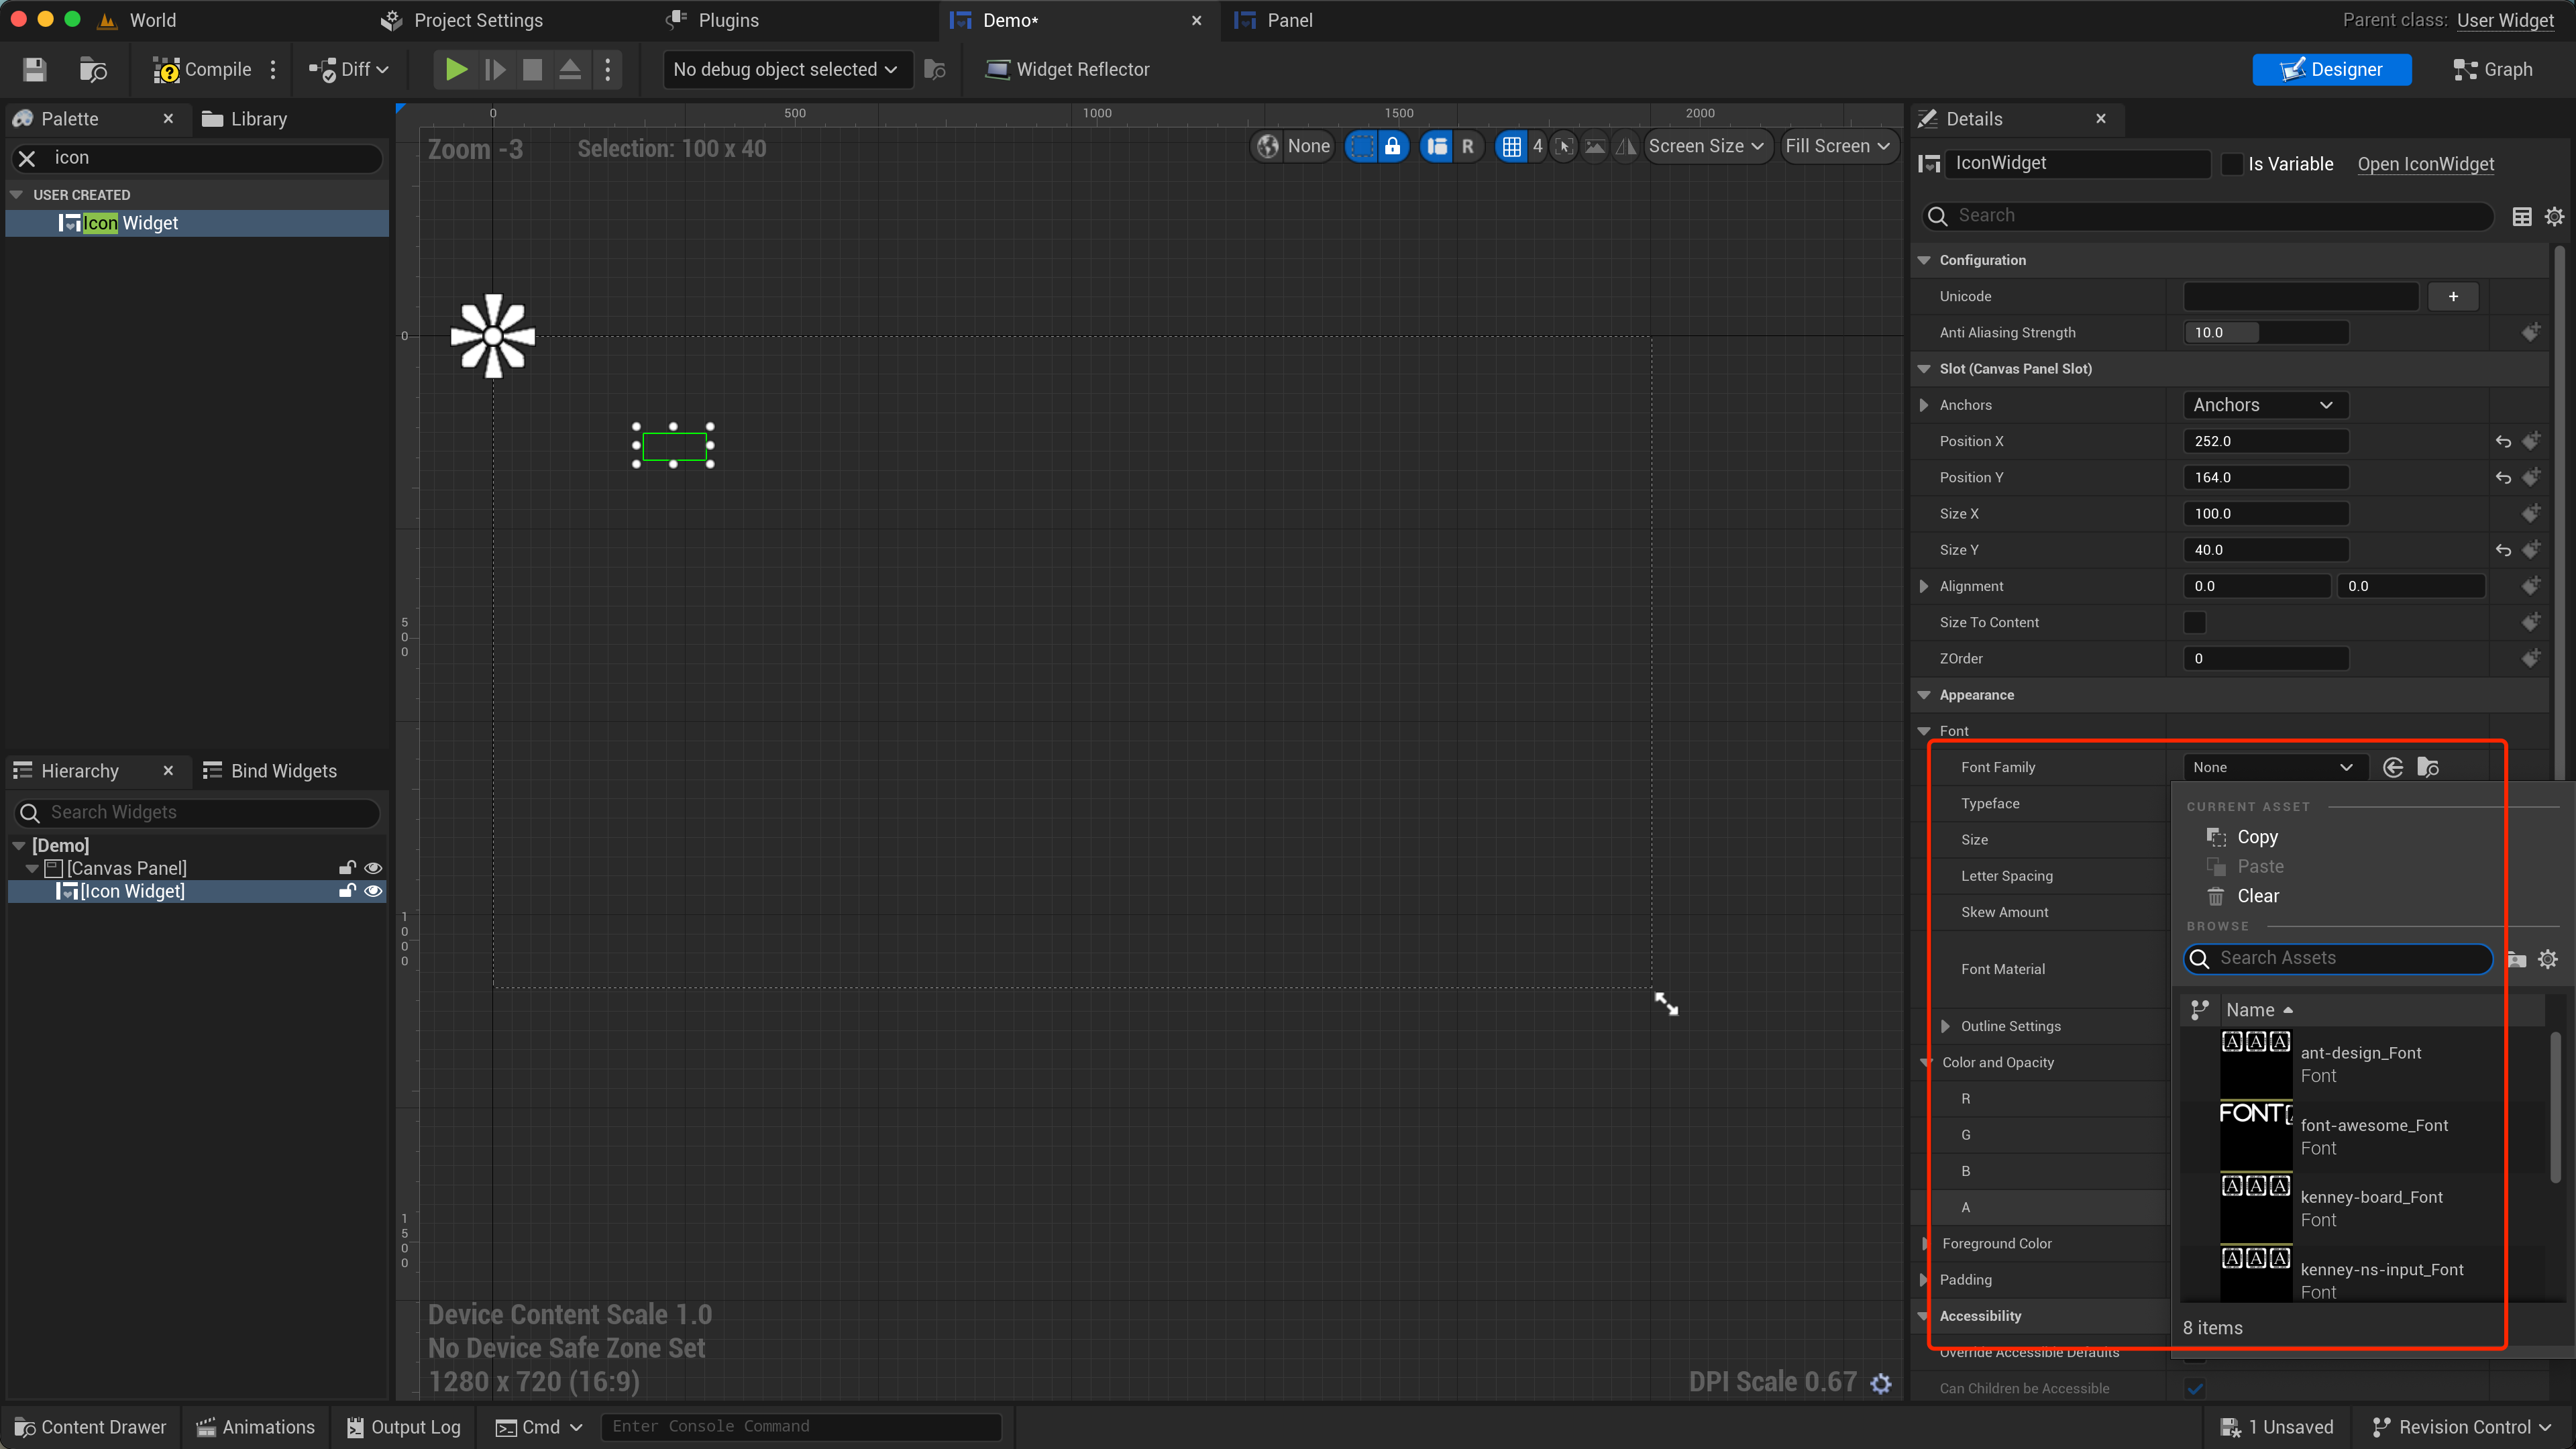 World
Project Settings
Plugins
Demo*
Panel
Parent class: User Widget
Compile
Diff
No debug object selected
Widget Reflector
Designer
Graph
Palette
Library
icon
USER CREATED
Icon Widget
Hierarchy
Bind Widgets
Search Widgets
[Demo]
[Canvas Panel]
[Icon Widget]
0
500
1000
1500
2000
Zoom -3
Selection: 100 x 40
None
R
4
Screen Size
Fill Screen
0
500
1000
1500
Device Content Scale 1.0
No Device Safe Zone Set
1280 x 720 (16:9)
DPI Scale 0.67
Details
IconWidget
Is Variable
Open IconWidget
Search
Configuration
Unicode
+
Anti Aliasing Strength
10.0
Slot (Canvas Panel Slot)
Anchors
Anchors
Position X
252.0
Position Y
164.0
Size X
100.0
Size Y
40.0
Alignment
0.0
0.0
Size To Content
ZOrder
0
Appearance
Font
Font Family
None
Typeface
Size
Letter Spacing
Skew Amount
Font Material
Outline Settings
Color and Opacity
R
G
B
A
Foreground Color
Padding
Accessibility
Override Accessible Defaults
Can Children be Accessible
CURRENT ASSET
Copy
Paste
Clear
BROWSE
Search Assets
Name
AAA
ant-design_Font
Font
FONT
font-awesome_Font
Font
AAA
kenney-board_Font
Font
AAA
kenney-ns-input_Font
Font
8 items
Content Drawer
Animations
Output Log
Cmd
Enter Console Command
1 Unsaved
Revision Control